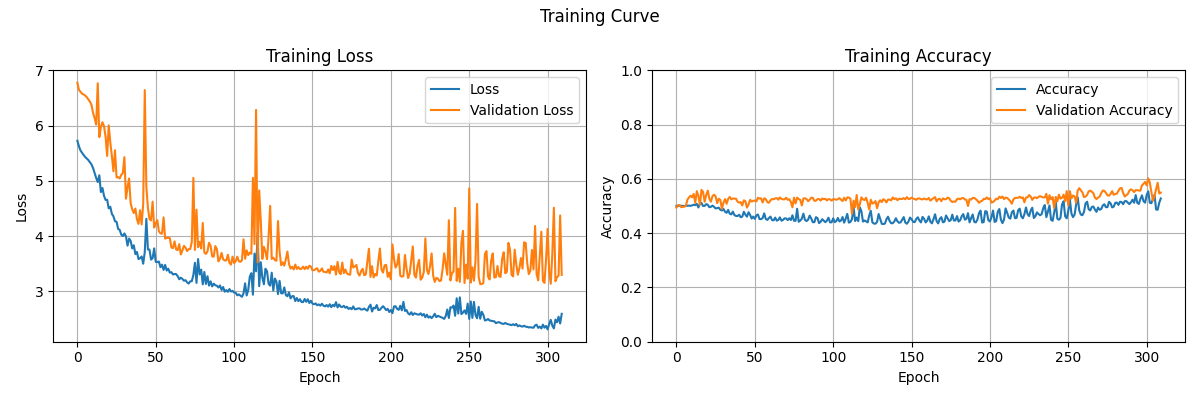 Training Curve
Training Loss
Loss
Validation Loss
7
6
5
4
3
Loss
0
50
100
150
200
250
300
Epoch
Training Accuracy
Accuracy
Validation Accuracy
1.0
0.8
0.6
0.4
0.2
0.0
Accuracy
0
50
100
150
200
250
300
Epoch